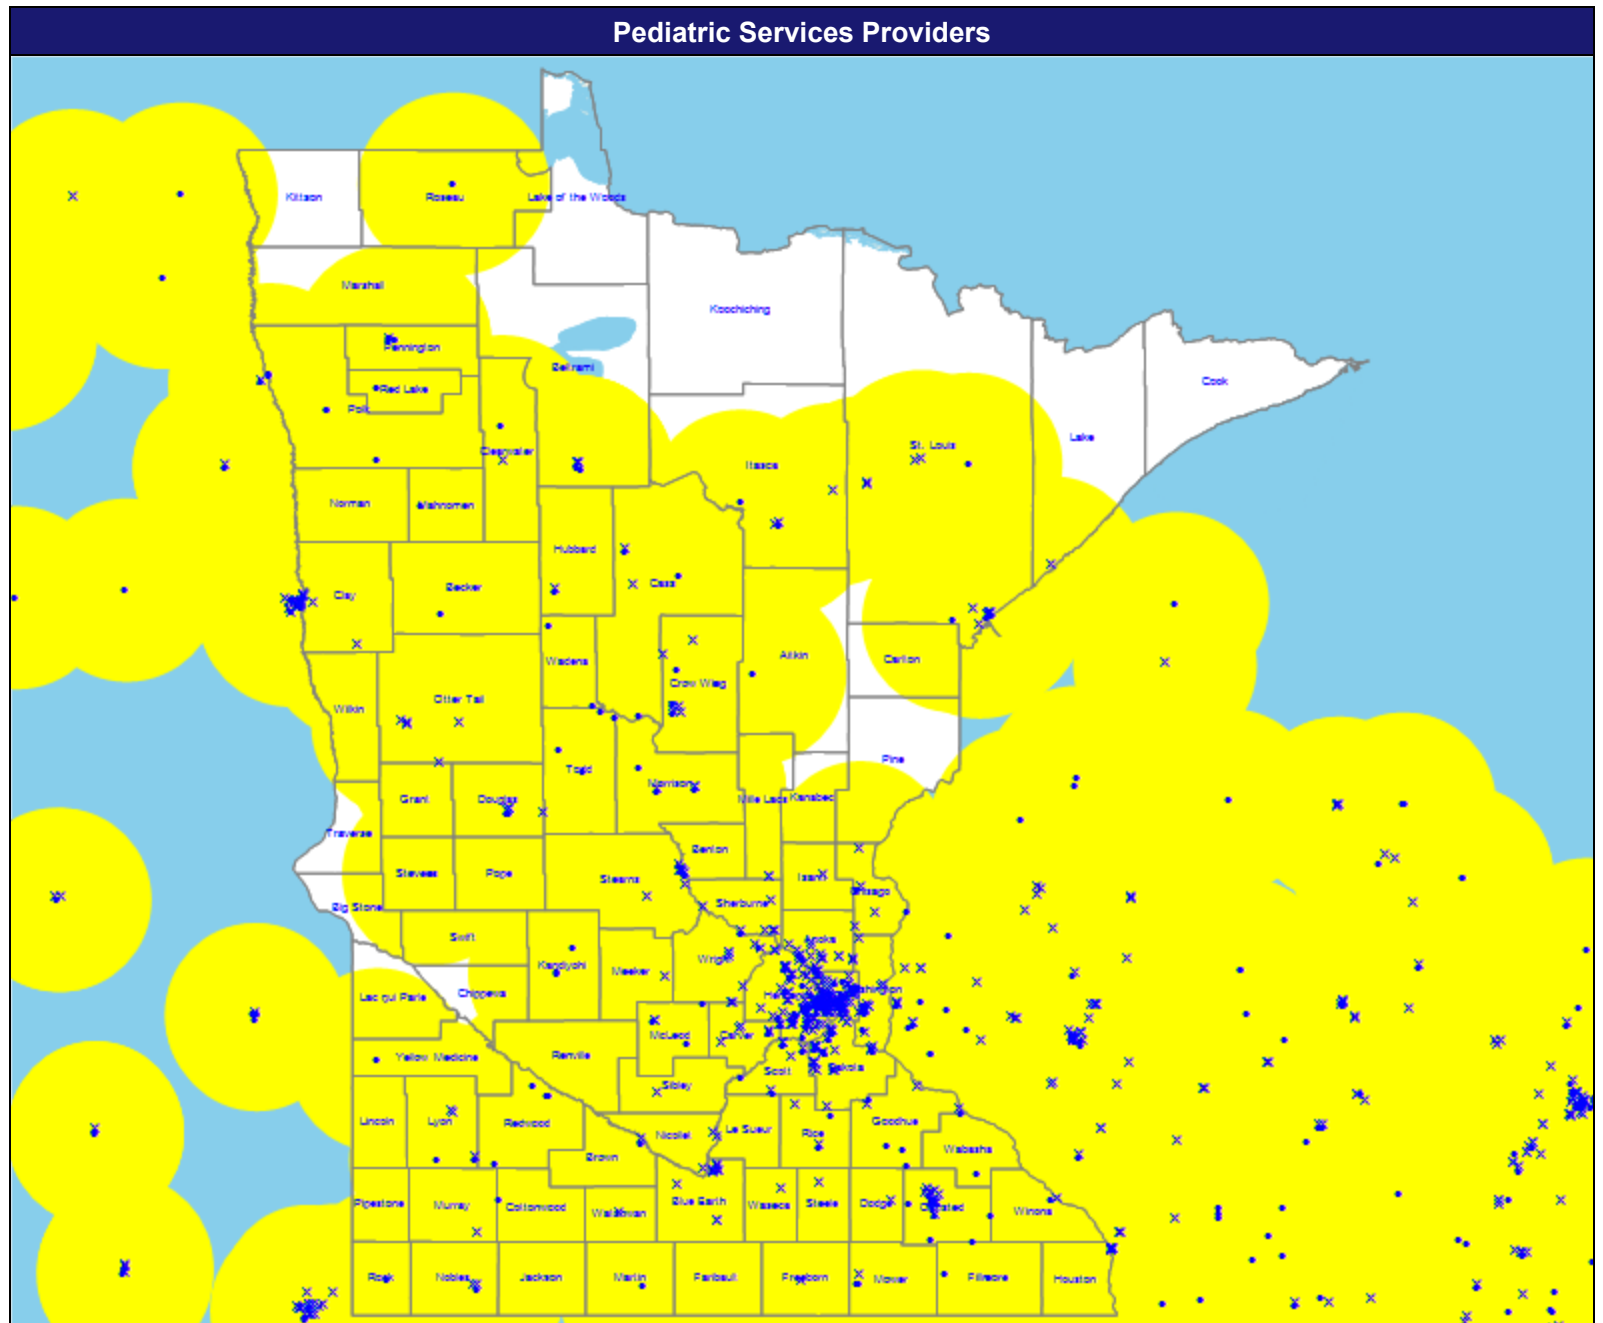 Pediatric Services Providers
Kittson
Roseau
Lake of the Woods
Marshall
Koochiching
Pennington
Beltrami
Cook
Red Lake
Polk
Lake
Clearwater
St. Louis
Itasca
Norman
Mahnomen
Hubbard
Cass
Becker
Clay
Aitkin
Carlton
Wadena
Crow Wing
Otter Tail
Wilkin
Pine
Todd
Morrison
Grant
Douglas
Mille Lacs
Kanabec
Traverse
Benton
Stevens
Pope
Stearns
Isanti
Chisago
Sherburne
Big Stone
Swift
Anoka
Wright
Kandiyohi
Meeker
Chippewa
Lac qui Parle
McLeod
Carver
Renville
Yellow Medicine
Scott
Dakota
Sibley
Lincoln
Lyon
Redwood
Le Sueur
Rice
Goodhue
Nicollet
Wabasha
Brown
Pipestone
Murray
Cottonwood
Watonwan
Blue Earth
Waseca
Steele
Dodge
Olmsted
Winona
Rock
Nobles
Jackson
Martin
Faribault
Freeborn
Mower
Fillmore
Houston